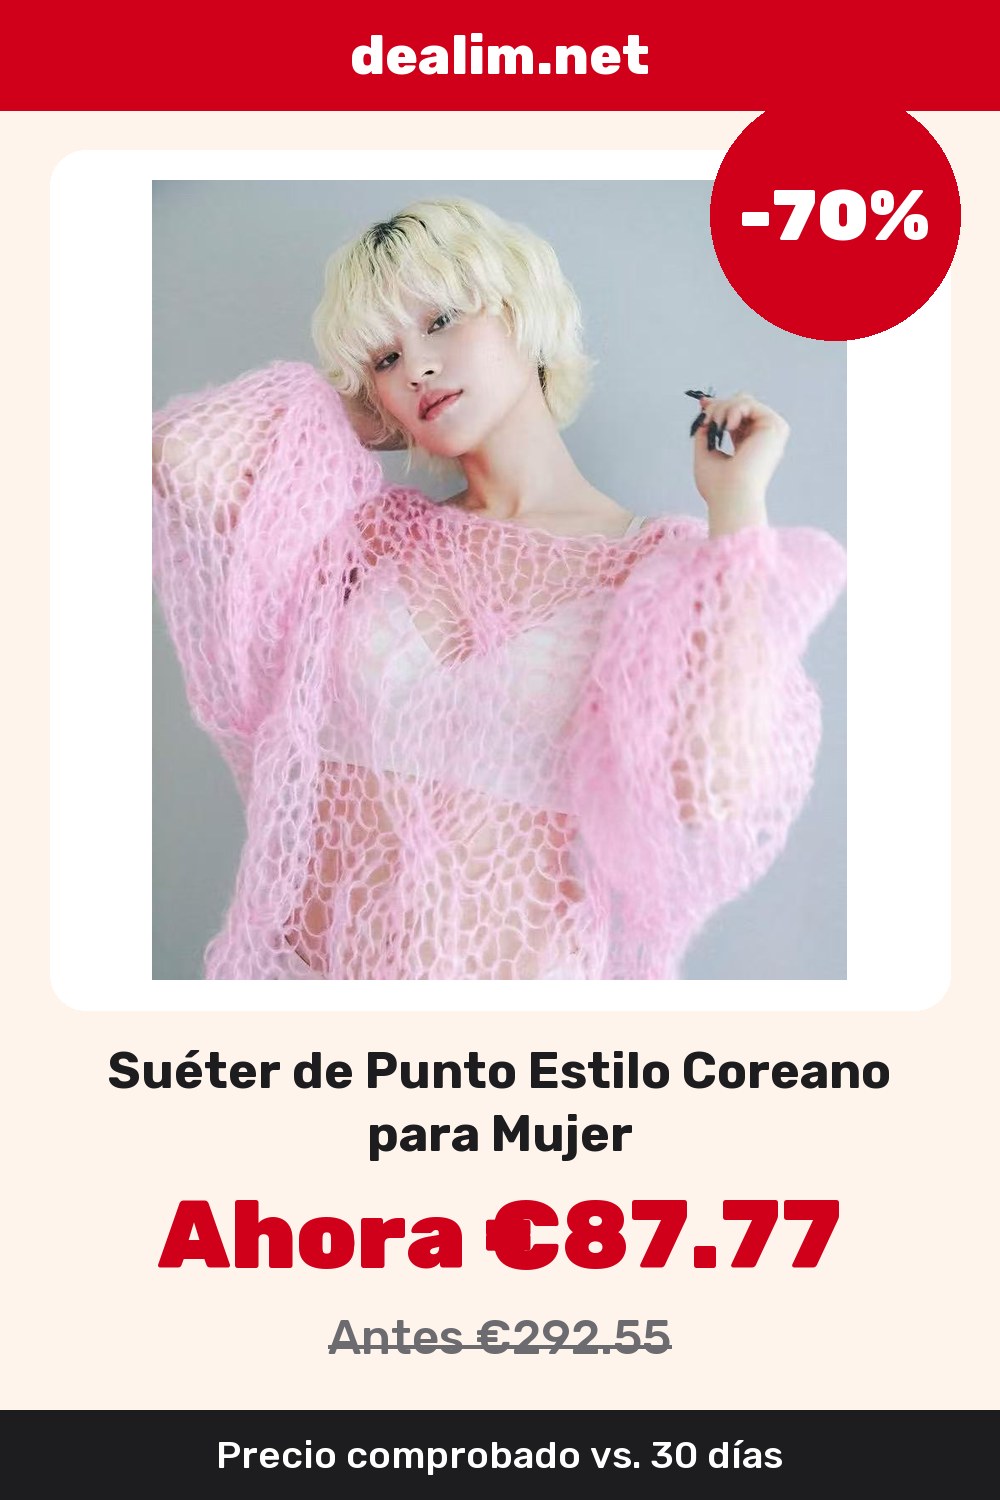 dealim.net
-70%
Suéter de Punto Estilo Coreano
para Mujer
Ahora €87.77
Antes €292.55
Precio comprobado vs. 30 días